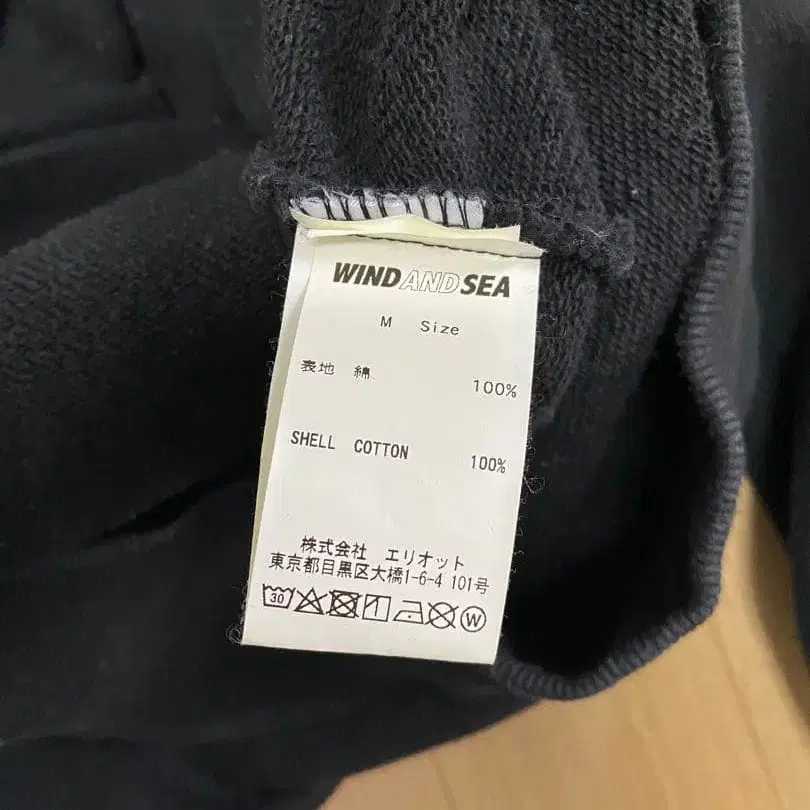 WIND AND SEA
M Size
表地 綿 100%
SHELL COTTON 100%
株式会社 エリオット
東京都目黒区大橋1-6-4 101号
30 W